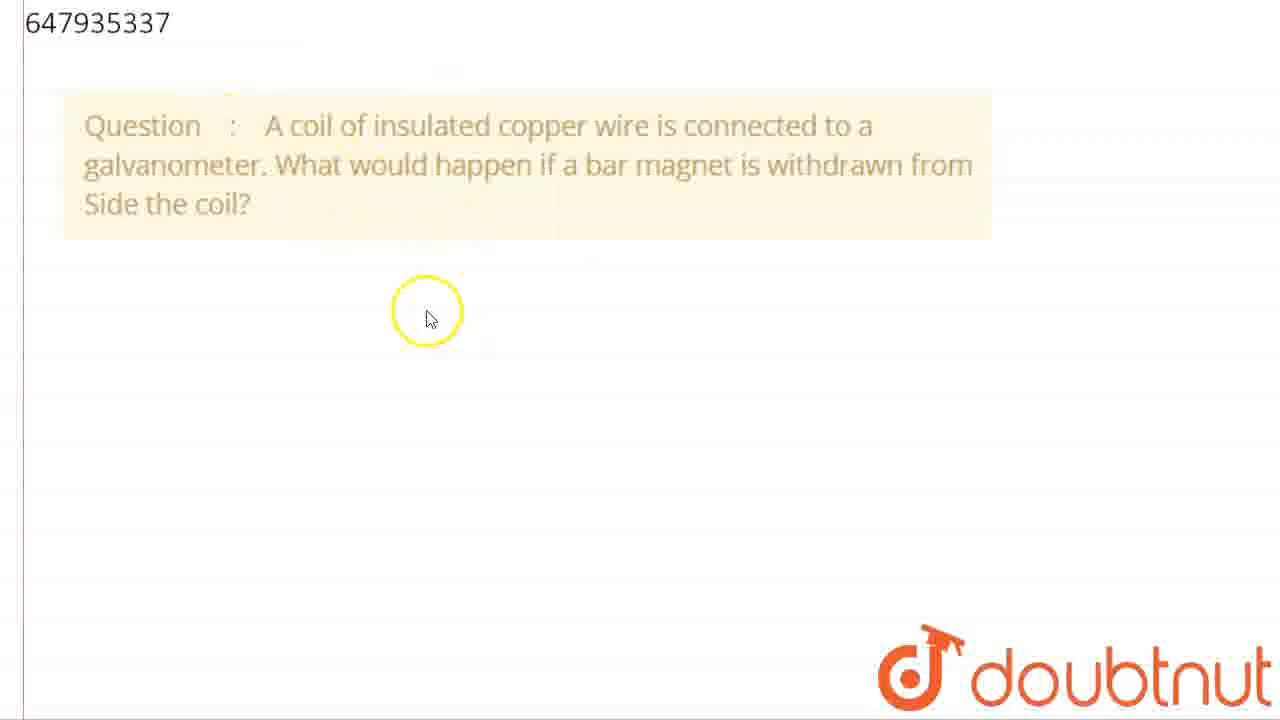 647935337
Question : A coil of insulated copper wire is connected to a
galvanometer. What would happen if a bar magnet is withdrawn from
Side the coil?
doubtnut